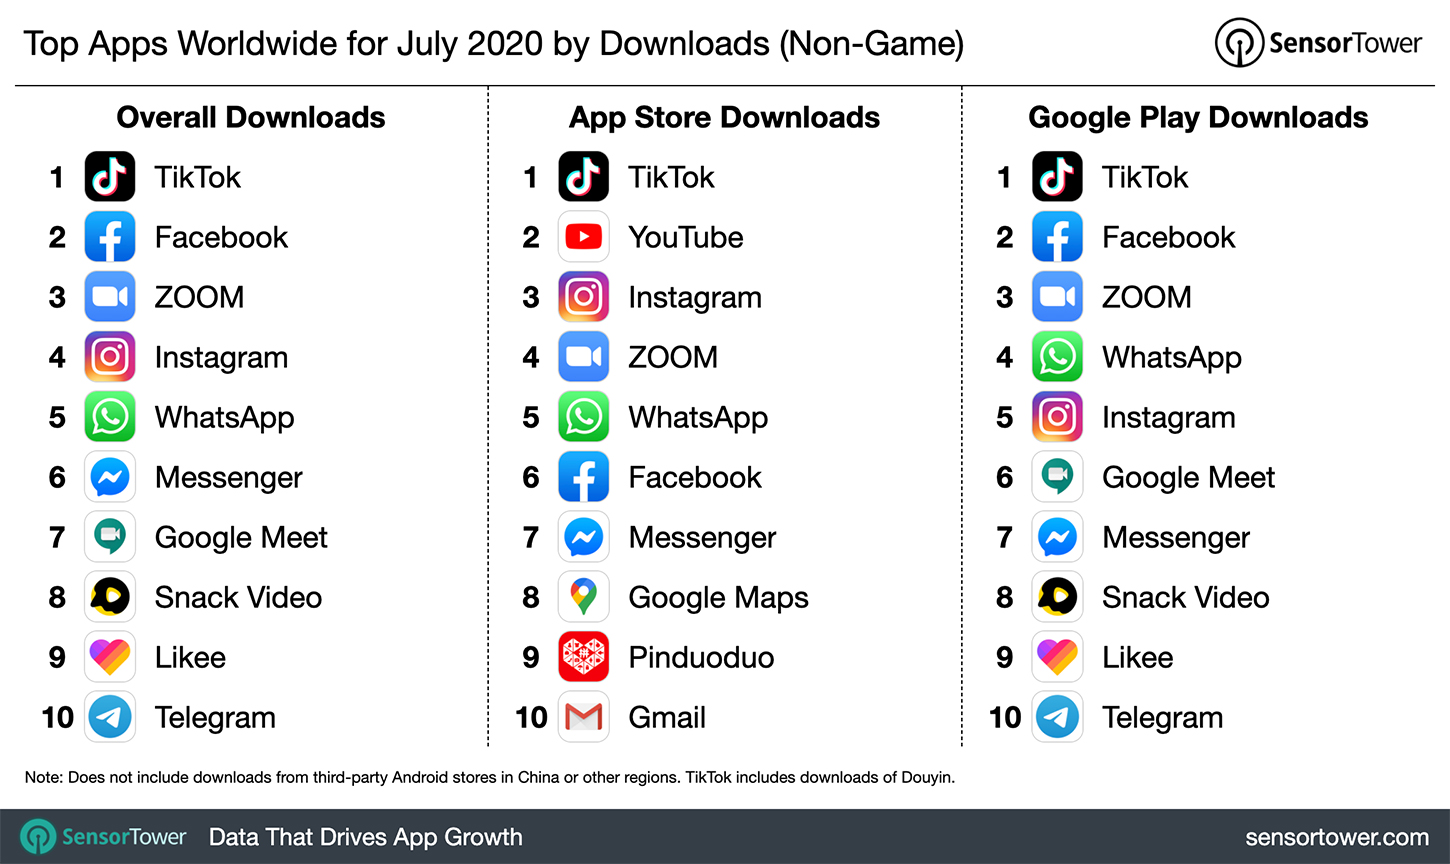 Top Apps Worldwide for July 2020 by Downloads (Non-Game)
SensorTower
Overall Downloads
1 TikTok
2 Facebook
3 ZOOM
4 Instagram
5 WhatsApp
6 Messenger
7 Google Meet
8 Snack Video
9 Likee
10 Telegram
App Store Downloads
1 TikTok
2 YouTube
3 Instagram
4 ZOOM
5 WhatsApp
6 Facebook
7 Messenger
8 Google Maps
9 Pinduoduo
10 Gmail
Google Play Downloads
1 TikTok
2 Facebook
3 ZOOM
4 WhatsApp
5 Instagram
6 Google Meet
7 Messenger
8 Snack Video
9 Likee
10 Telegram
Note: Does not include downloads from third-party Android stores in China or other regions. TikTok includes downloads of Douyin.
SensorTower Data That Drives App Growth sensortower.com